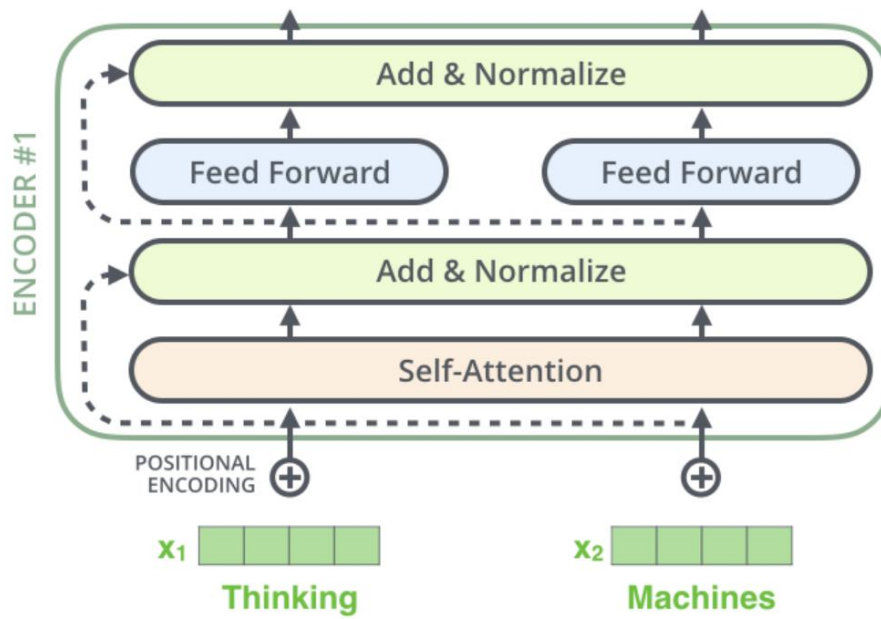 ENCODER #1
Add & Normalize
Feed Forward
Feed Forward
Add & Normalize
Self-Attention
POSITIONAL
ENCODING
x1
x2
Thinking
Machines